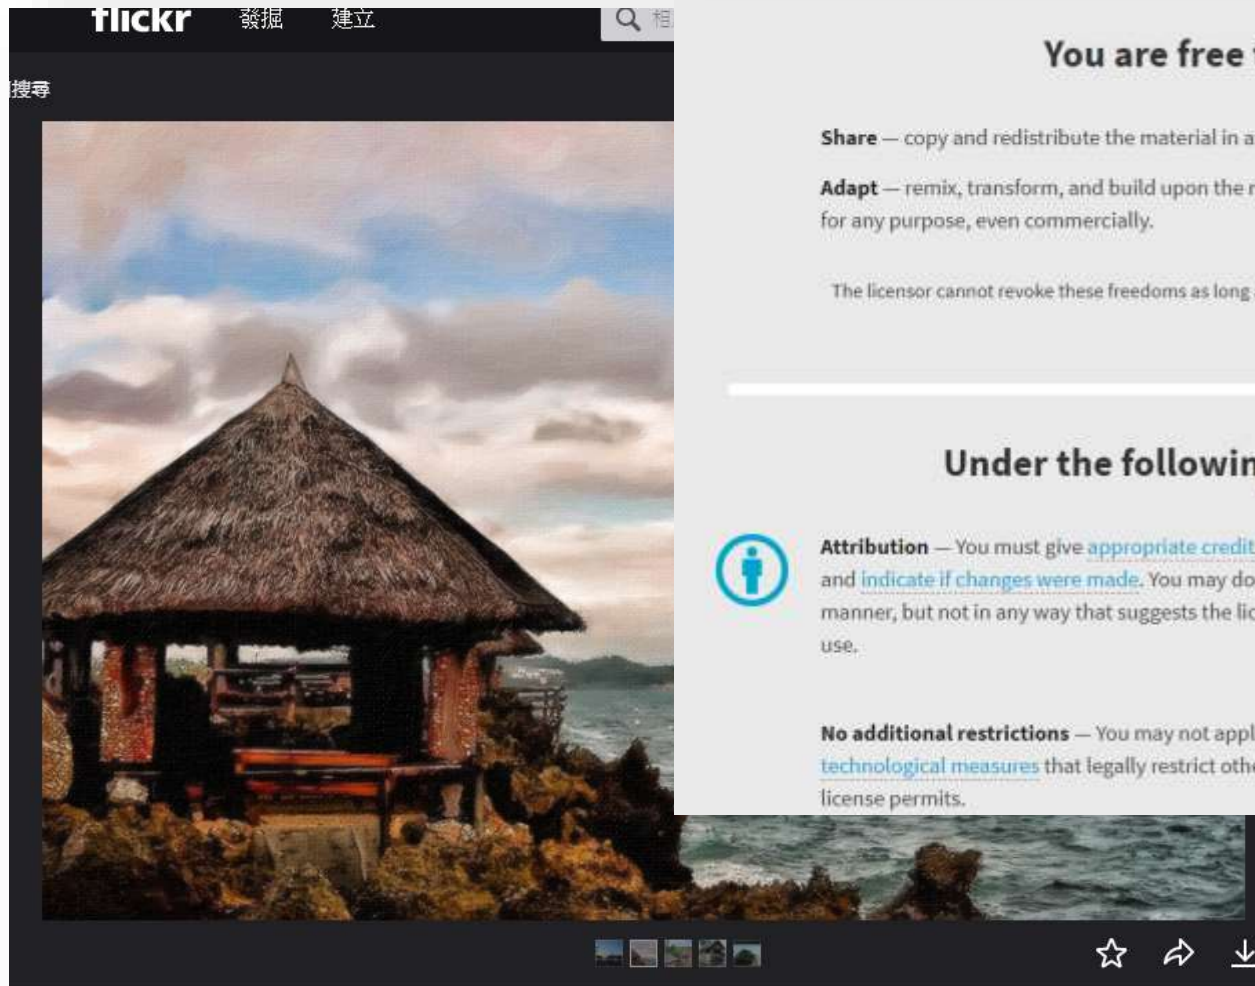 flickr 發掘 建立
搜尋
You are free
Share — copy and redistribute the material in a
Adapt — remix, transform, and build upon the
for any purpose, even commercially.
The licensor cannot revoke these freedoms as long
Under the followin
Attribution — You must give appropriate credit
and indicate if changes were made. You may do
manner, but not in any way that suggests the lic
use.
No additional restrictions — You may not appl
technological measures that legally restrict othe
license permits.